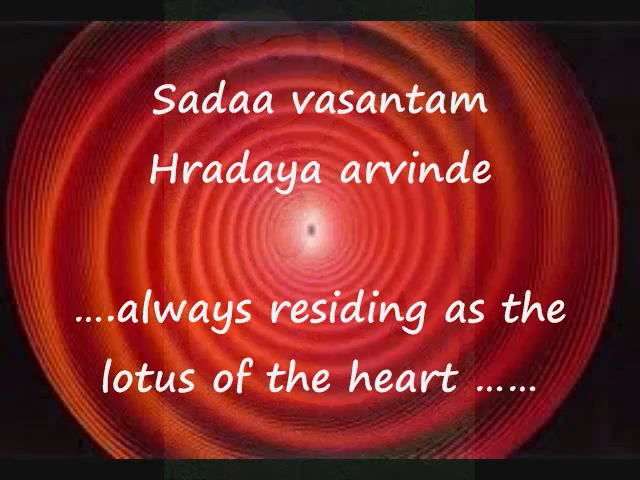 Sadaa vasantam
Hradaya arvinde
....always residing as the
lotus of the heart ......